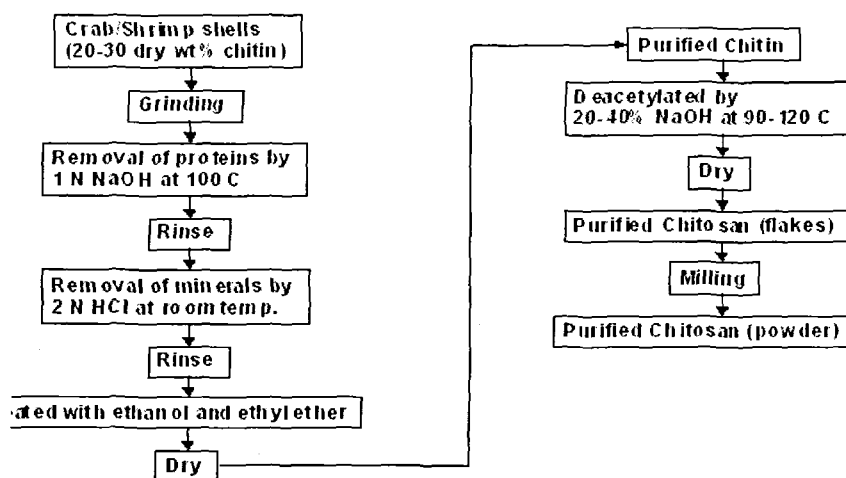 Crab/Shrimp shells
(20-30 dry wt% chitin)
Grinding
Removal of proteins by
1 N NaOH at 100 C
Rinse
Removal of minerals by
2 N HCl at room temp.
Rinse
eated with ethanol and ethyl ether
Dry
Purified Chitin
Deacetylated by
20-40% NaOH at 90-120 C
Dry
Purified Chitosan (flakes)
Milling
Purified Chitosan (powder)